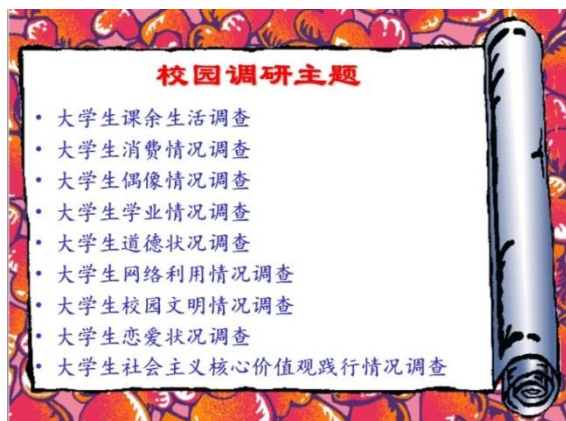 校园调研主题
• 大学生课余生活调查
• 大学生消费情况调查
• 大学生偶像情况调查
• 大学生学业情况调查
• 大学生道德状况调查
• 大学生网络利用情况调查
• 大学生校园文明情况调查
• 大学生恋爱状况调查
• 大学生社会主义核心价值观践行情况调查